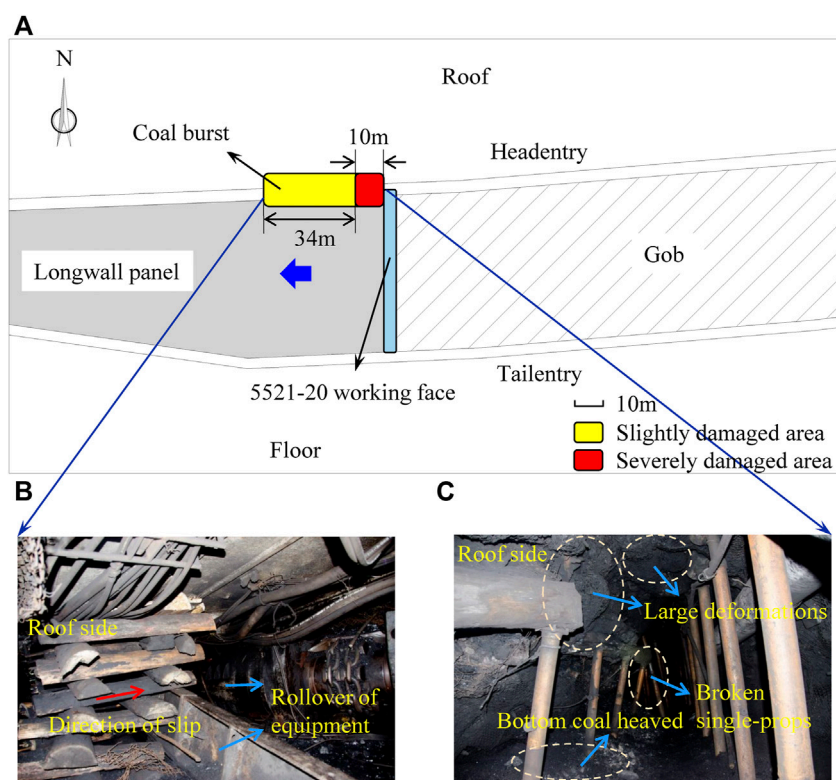 A
N
Roof
Coal burst
10m
Headentry
34m
Longwall panel
Gob
5521-20 working face
Tailentry
10m
Slightly damaged area
Severely damaged area
Floor
B
Roof side
Direction of slip
Rollover of
equipment
C
Roof side
Large deformations
Broken
single-props
Bottom coal heaved